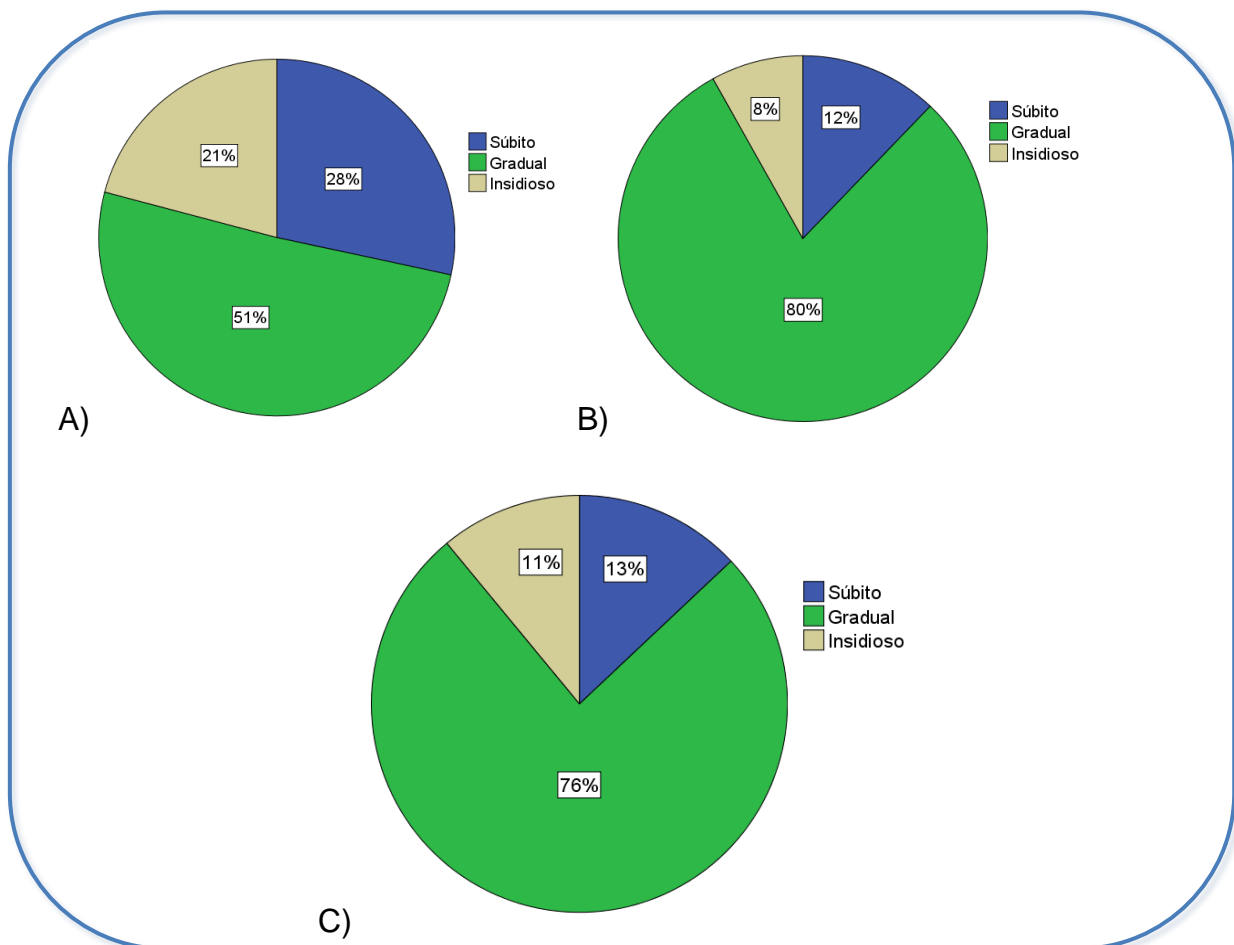 21%
28%
51%
Súbito
Gradual
Insidioso
A)
8%
12%
80%
Súbito
Gradual
Insidioso
B)
11%
13%
76%
Súbito
Gradual
Insidioso
C)